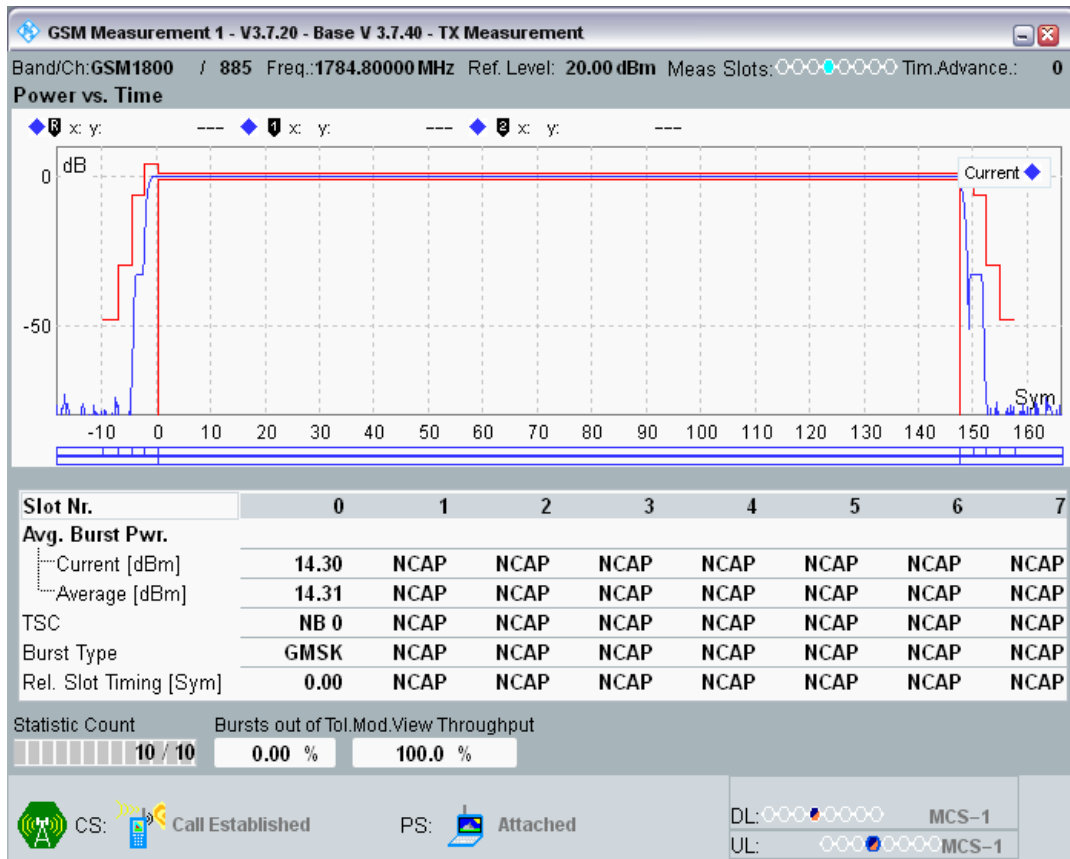 GSM Measurement 1 - V3.7.20 - Base V 3.7.40 - TX Measurement
Band/Ch:GSM1800 / 885 Freq.:1784.80000 MHz Ref. Level: 20.00 dBm Meas Slots: Tim.Advance.: 0
Power vs. Time
R x: y: --- 1 x: y: --- 2 x: y: ---
dB
Current
0
-50
Sym
-10 0 10 20 30 40 50 60 70 80 90 100 110 120 130 140 150 160
Slot Nr. 0 1 2 3 4 5 6 7
Avg. Burst Pwr.
Current [dBm] 14.30 NCAP NCAP NCAP NCAP NCAP NCAP NCAP
Average [dBm] 14.31 NCAP NCAP NCAP NCAP NCAP NCAP NCAP
TSC NB 0 NCAP NCAP NCAP NCAP NCAP NCAP NCAP
Burst Type GMSK NCAP NCAP NCAP NCAP NCAP NCAP NCAP
Rel. Slot Timing [Sym] 0.00 NCAP NCAP NCAP NCAP NCAP NCAP NCAP
Statistic Count Bursts out of Tol.Mod.View Throughput
10 / 10 0.00 % 100.0 %
CS: Call Established PS: Attached DL: MCS-1
UL: MCS-1